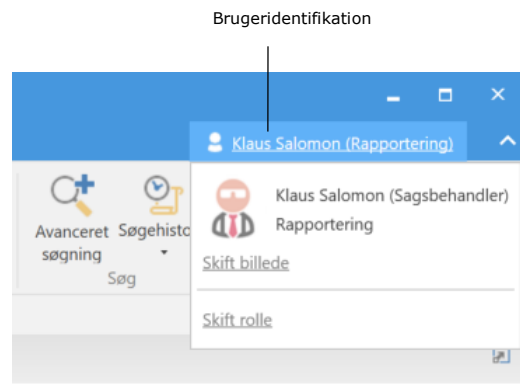 Brugeridentifikation
Klaus Salomon (Rapportering)
Klaus Salomon (Sagsbehandler)
Rapportering
Skift billede
Skift rolle
Avanceret
søgning
Søgehisto
Søg